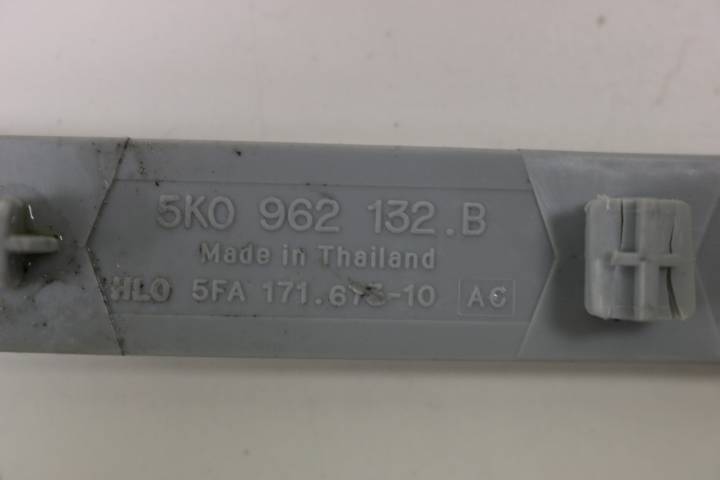 5K0 962 132.B
Made in Thailand
HLO 5FA 171.673-10 AC